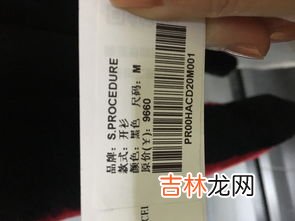 品牌: S.PROCEDURE
款式: 开衫
颜色: 黑色 尺码: M
原价(Y): 9660
PR00HACD20M001
吉林龙网